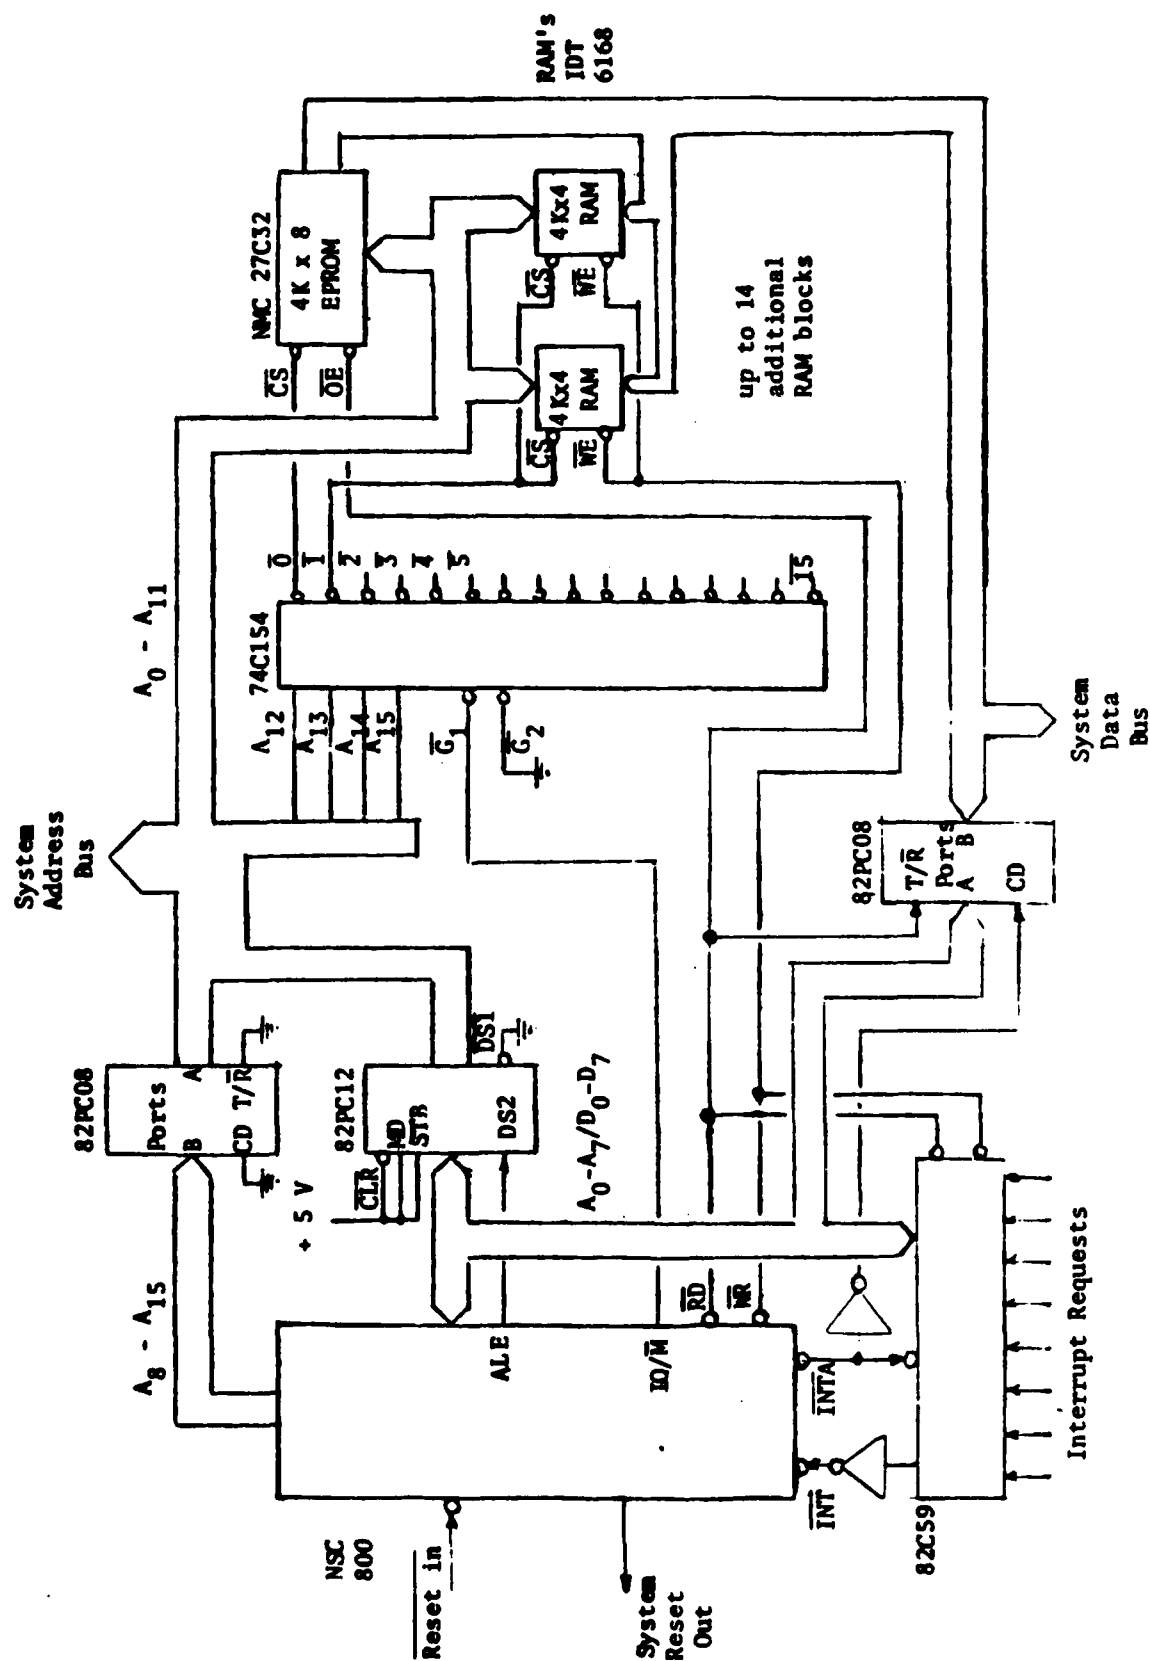 RAM's
IDT
6168
NMC 27C32
4K x 8
EPROM
CS
OE
4Kx4
RAM
CS
WE
4Kx4
RAM
CS
WE
up to 14
additional
RAM blocks
A0 - A11
74C154
0
1
2
3
4
5
15
A12
A13
A14
A15
G1
G2
System
Address
Bus
System
Data
Bus
82PC08
T/R
Ports
A B
CD
82PC08
Ports
A
B
CD T/R
82PC12
CLR
MD
STB
DS1
DS2
+ 5 V
A0-A7/D0-D7
A8 - A15
ALE
IO/M
RD
WR
INTA
INT
NSC
800
Reset in
System
Reset
Out
82C59
Interrupt Requests